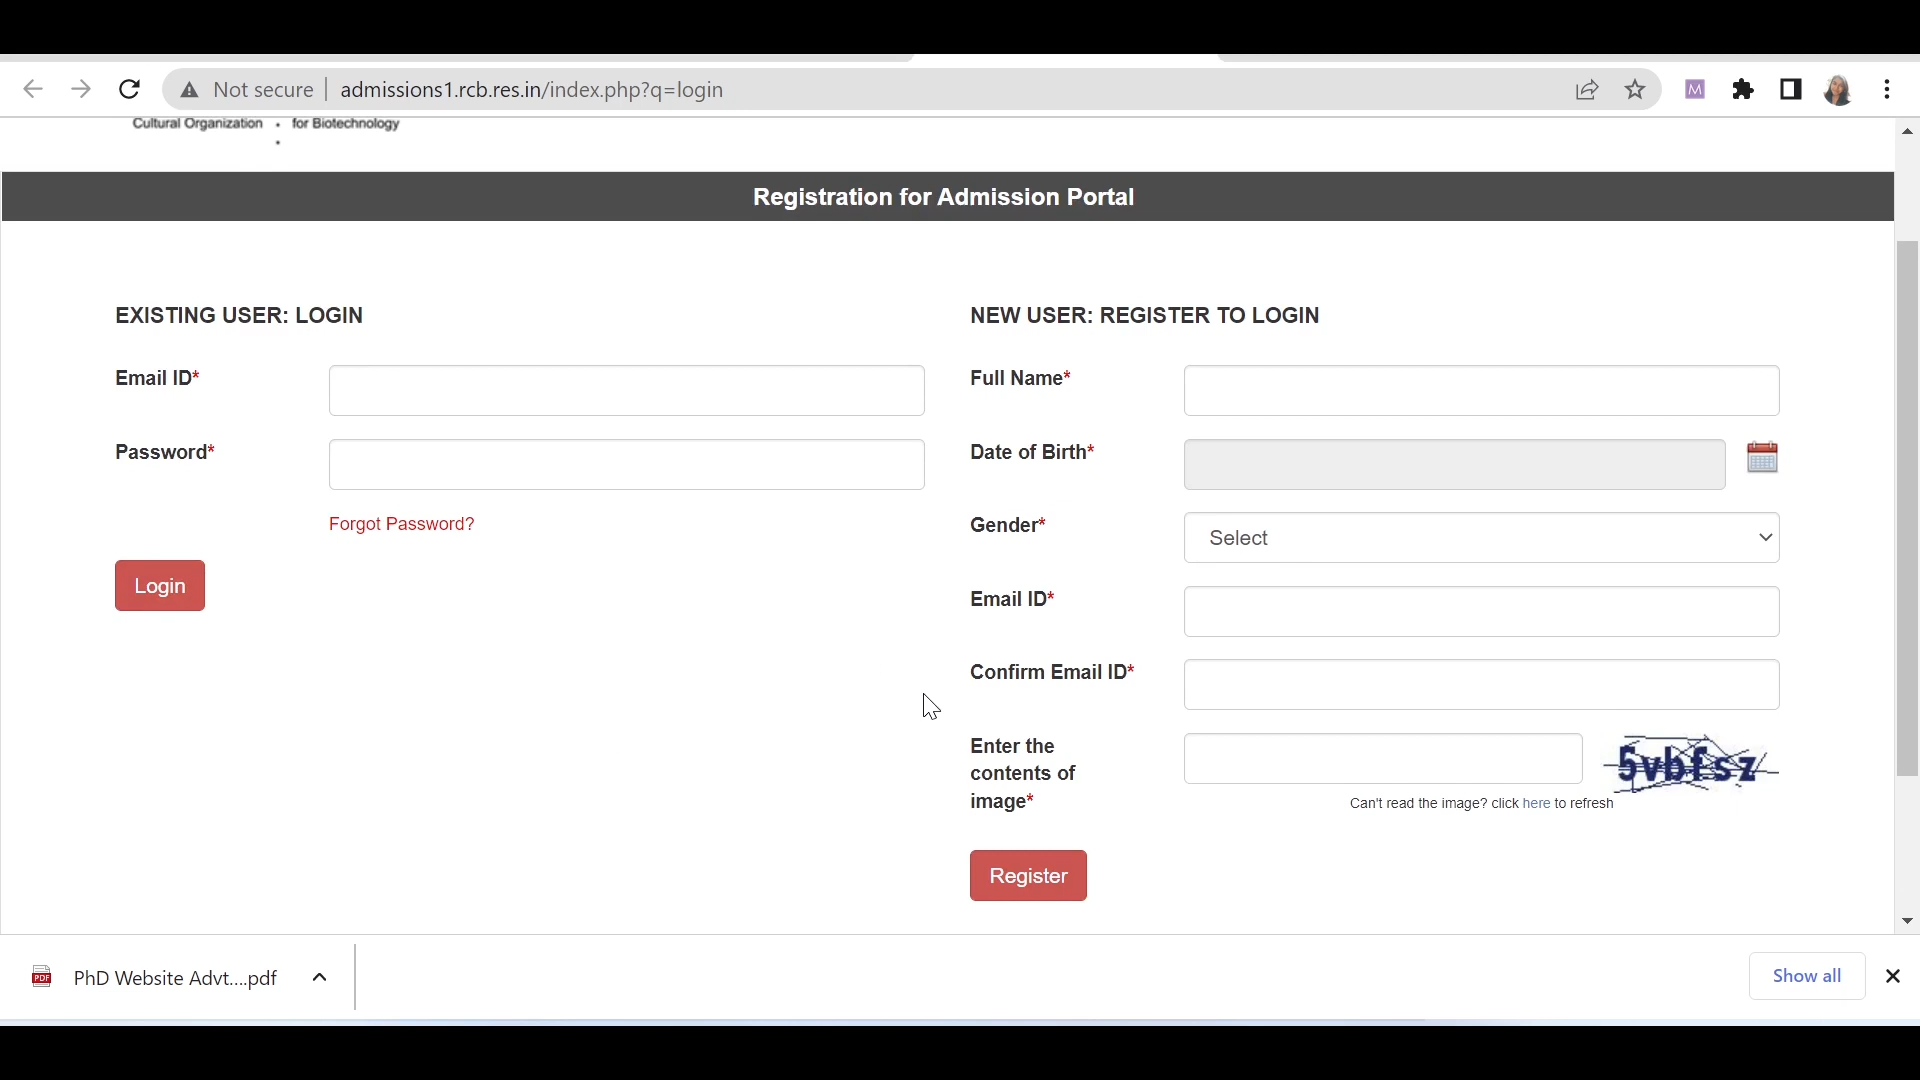 Not secure | admissions1.rcb.res.in/index.php?q=login
M
Cultural Organization for Biotechnology
Registration for Admission Portal
EXISTING USER: LOGIN
Email ID*
Password*
Forgot Password?
Login
NEW USER: REGISTER TO LOGIN
Full Name*
Date of Birth*
Gender*
Select
Email ID*
Confirm Email ID*
Enter the
contents of
image*
5vbfsz
Can't read the image? click here to refresh
Register
PDF
PhD Website Advt....pdf
Show all